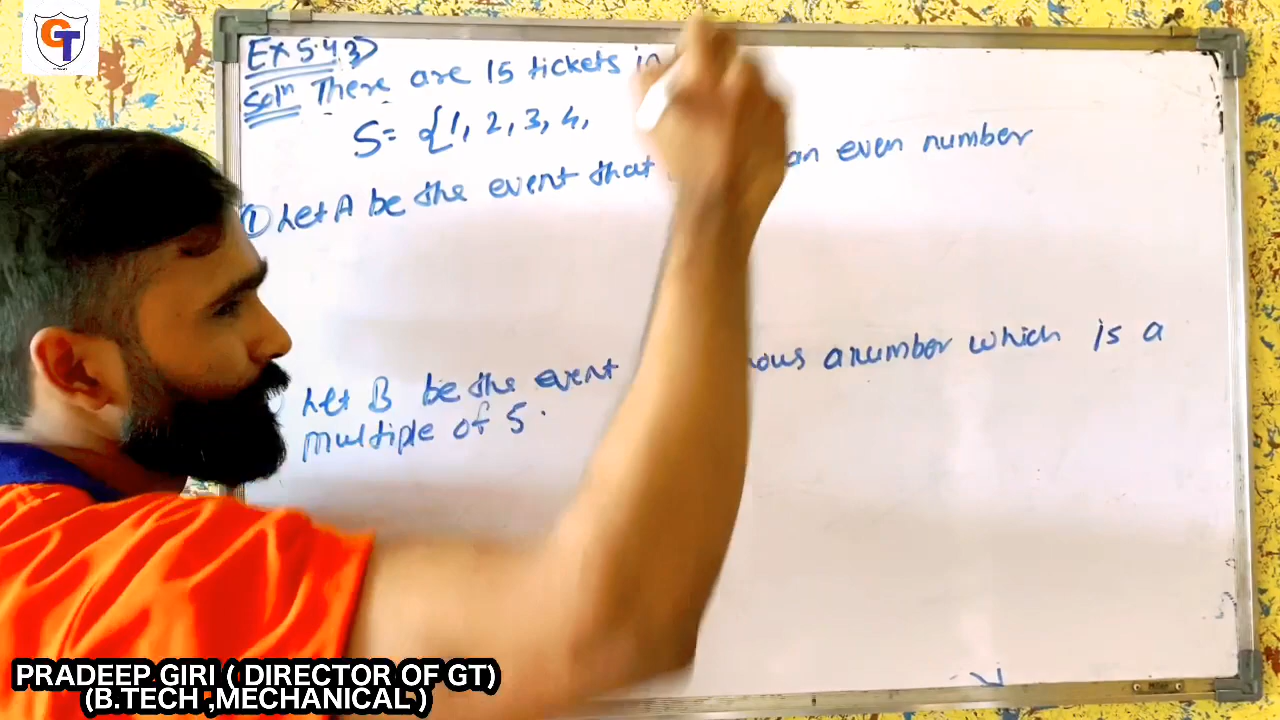 GT
Ex 5.4 3)
Solⁿ There are 15 tickets in
S= {1, 2, 3, 4,
① Let A be the event that an even number
Let B be the event a number which is a
multiple of 5.
PRADEEP GIRI ( DIRECTOR OF GT)
(B.TECH ,MECHANICAL )